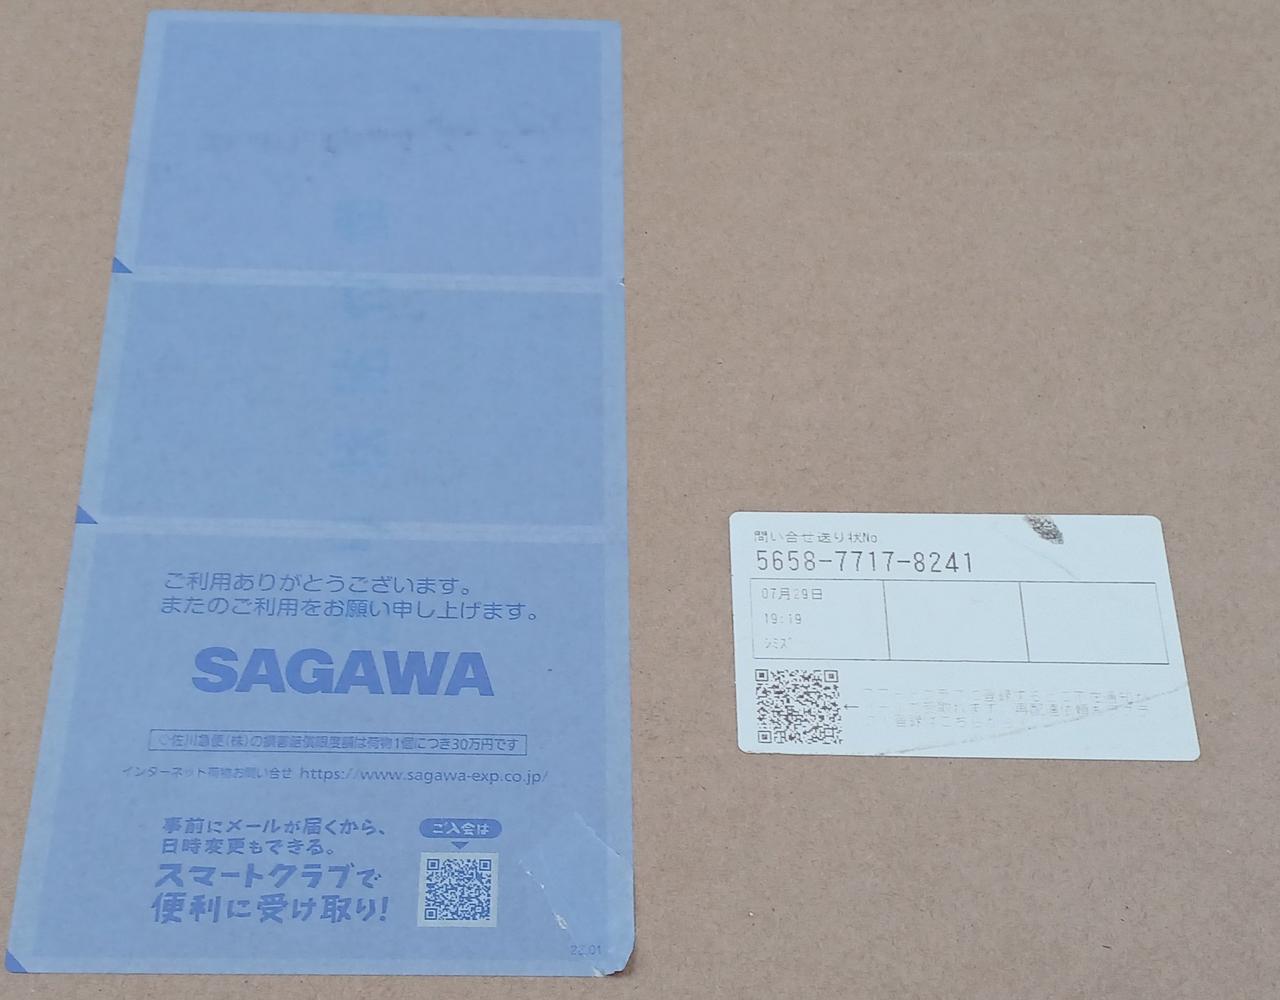 ご利用ありがとうございます。
またのご利用をお願い申し上げます。
SAGAWA
佐川急便(株)の損害賠償限度額は荷物1個につき30万円です
インターネット荷物お問い合せ https://www.sagawa-exp.co.jp/
事前にメールが届くから、
日時変更もできる。
スマートクラブで
便利に受け取り!
ご入会は
問い合せ送り状No
5658-7717-8241
07月29日
19:19
シミズ